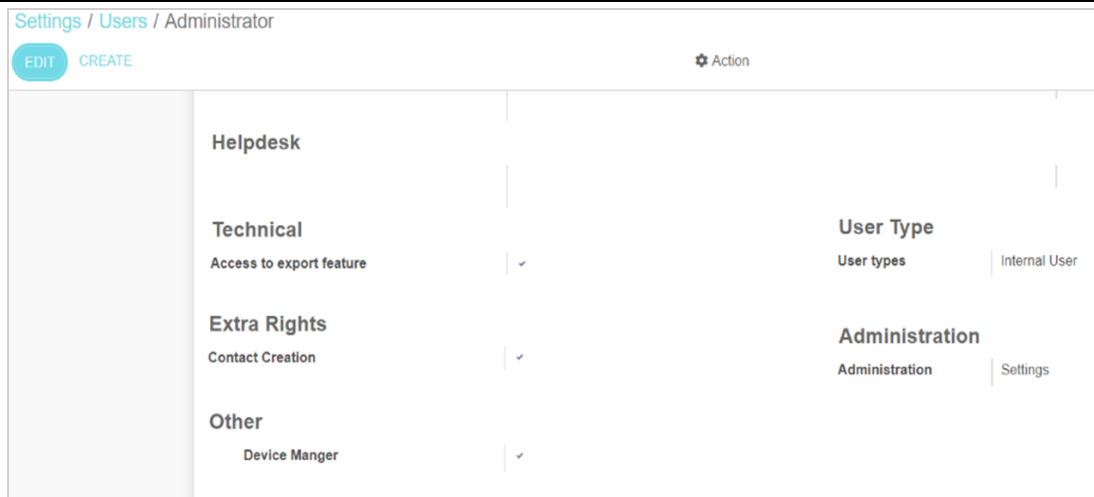 Settings / Users / Administrator
EDIT CREATE Action
Helpdesk
Technical
Access to export feature
User Type
User types Internal User
Extra Rights
Contact Creation
Administration
Administration Settings
Other
Device Manger